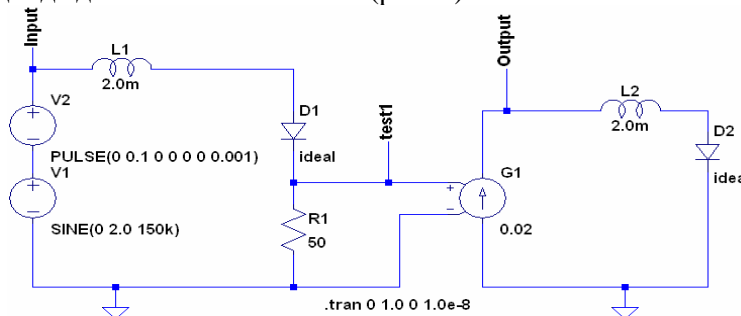 Input
L1
2.0m
V2
PULSE(0 0.1 0 0 0 0 0.001)
V1
SINE(0 2.0 150k)
D1
ideal
R1
50
test1
G1
0.02
Output
L2
2.0m
D2
idea
.tran 0 1.0 0 1.0e-8